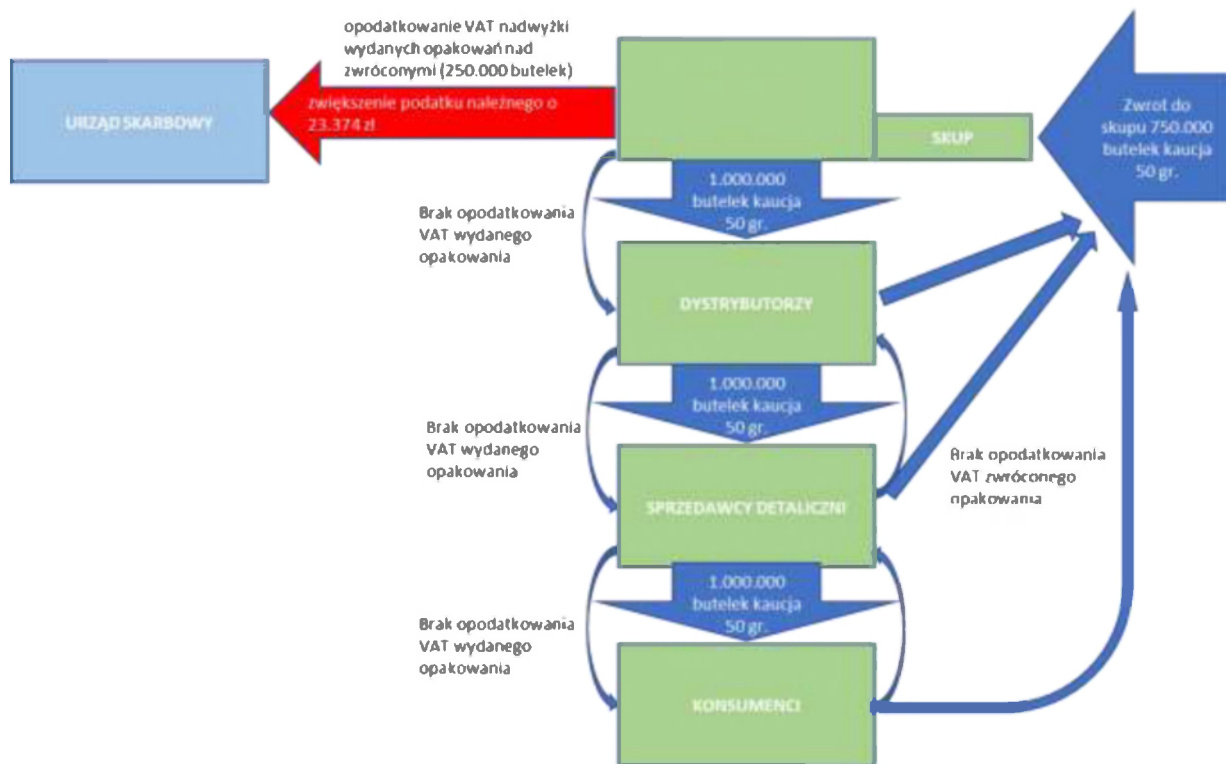 opodatkowanie VAT nadwyżki
wydanych opakowań nad
zwróconymi (250.000 butelek)
zwiększenie podatku należnego o
23.374 zł
URZĄD SKARBOWY
SKUP
Zwrot do
skupu 750.000
butelek kaucja
50 gr.
1.000.000
butelek kaucja
50 gr.
Brak opodatkowania
VAT wydanego
opakowania
DYSTRYBUTORZY
1.000.000
butelek kaucja
50 gr.
Brak opodatkowania
VAT wydanego
opakowania
Brak opodatkowania
VAT zwróconego
opakowania
SPRZEDAWCY DETALICZNI
1.000.000
butelek kaucja
50 gr.
Brak opodatkowania
VAT wydanego
opakowania
KONSUMENCI